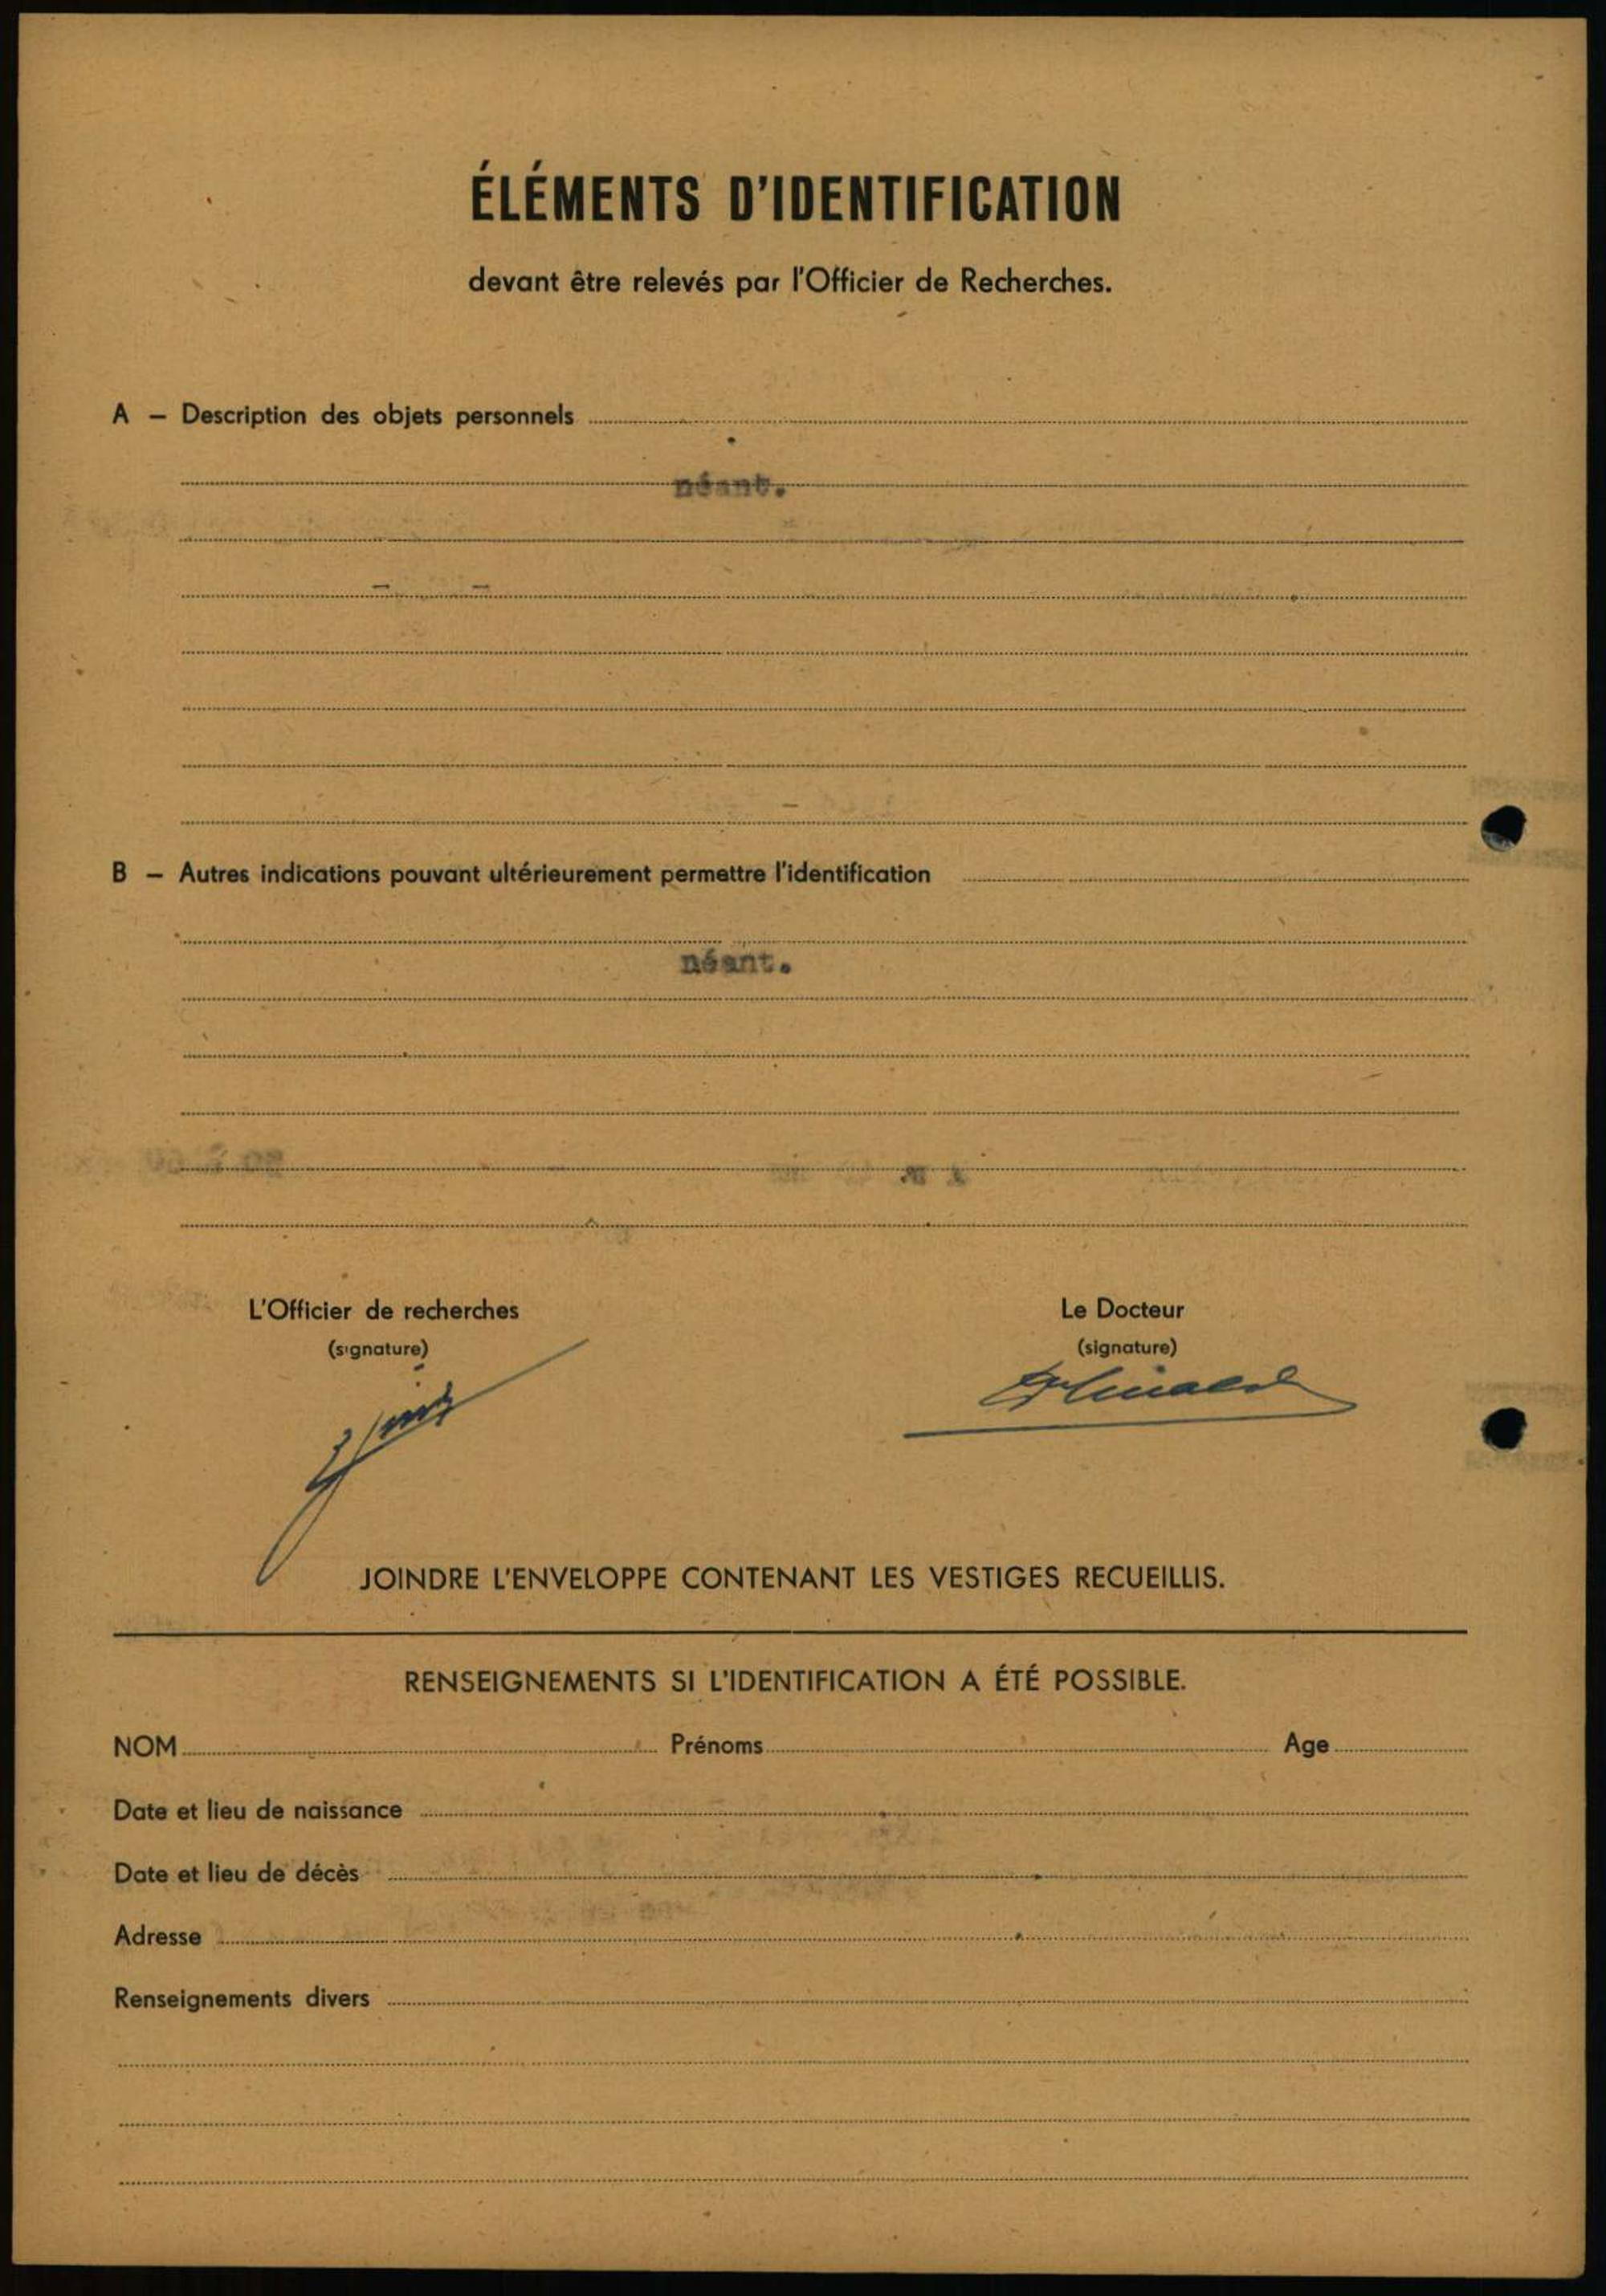 ÉLÉMENTS D'IDENTIFICATION
devant être relevés par l'Officier de Recherches.
A – Description des objets personnels
néant.
B – Autres indications pouvant ultérieurement permettre l'identification
néant.
L'Officier de recherches Le Docteur
(signature) (signature)
JOINDRE L'ENVELOPPE CONTENANT LES VESTIGES RECUEILLIS.
RENSEIGNEMENTS SI L'IDENTIFICATION A ÉTÉ POSSIBLE.
NOM Prénoms Age
Date et lieu de naissance
Date et lieu de décès
Adresse
Renseignements divers